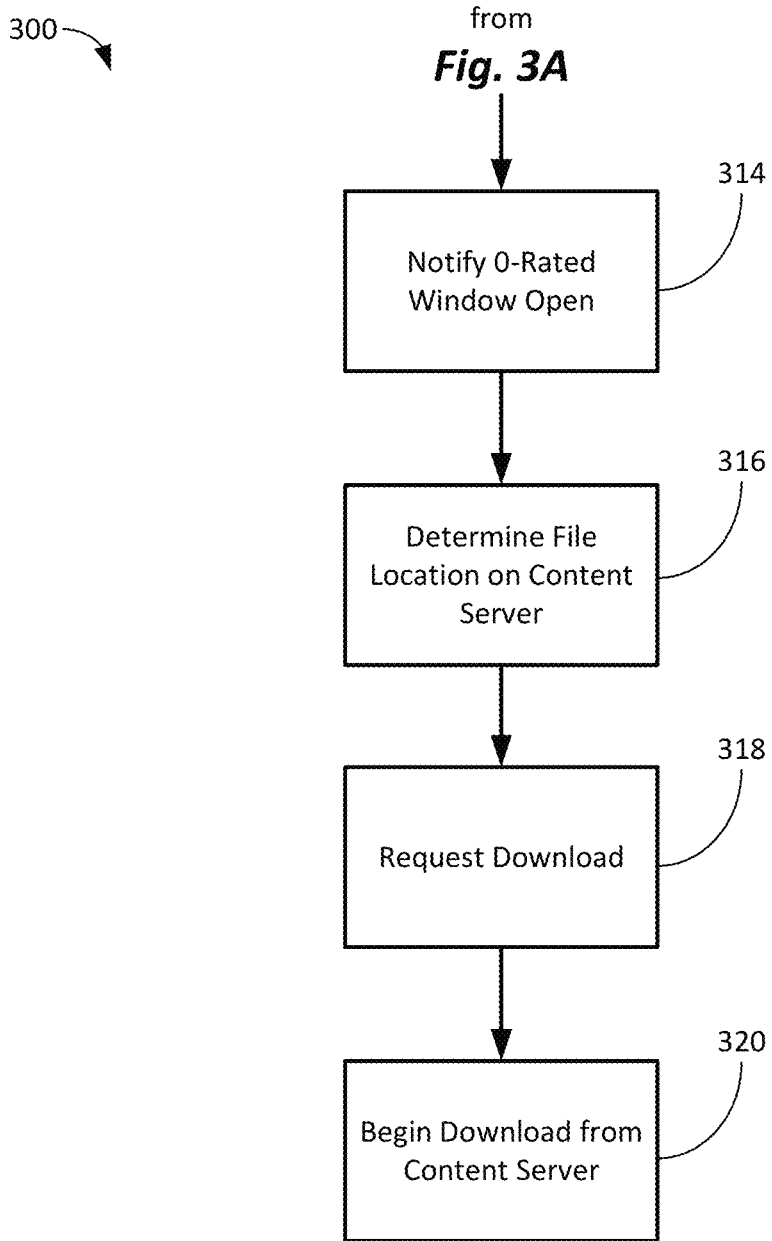 300
from
Fig. 3A
314
Notify 0-Rated
Window Open
316
Determine File
Location on Content
Server
318
Request Download
320
Begin Download from
Content Server